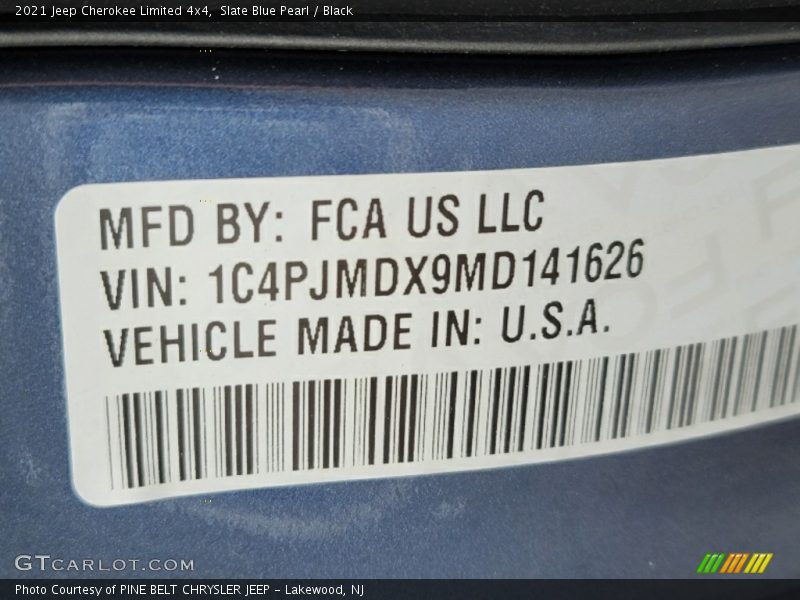 2021 Jeep Cherokee Limited 4x4,  Slate Blue Pearl / Black
MFD BY: FCA US LLC
VIN: 1C4PJMDX9MD141626
VEHICLE MADE IN: U.S.A.
GTCARLOT.COM
Photo Courtesy of PINE BELT CHRYSLER JEEP – Lakewood, NJ